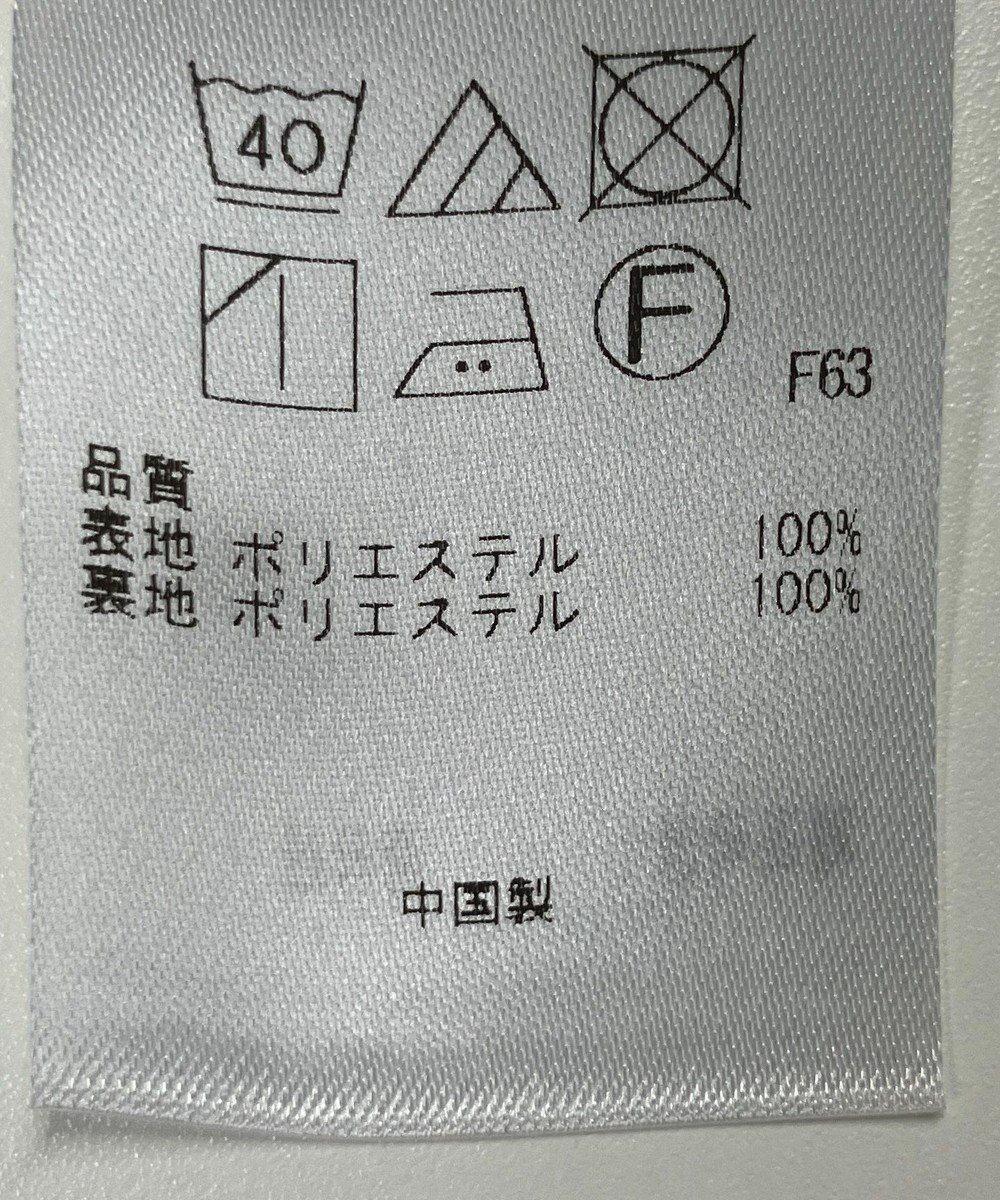 40
F
F63
品質
表地 ポリエステル 100%
裏地 ポリエステル 100%
中国製